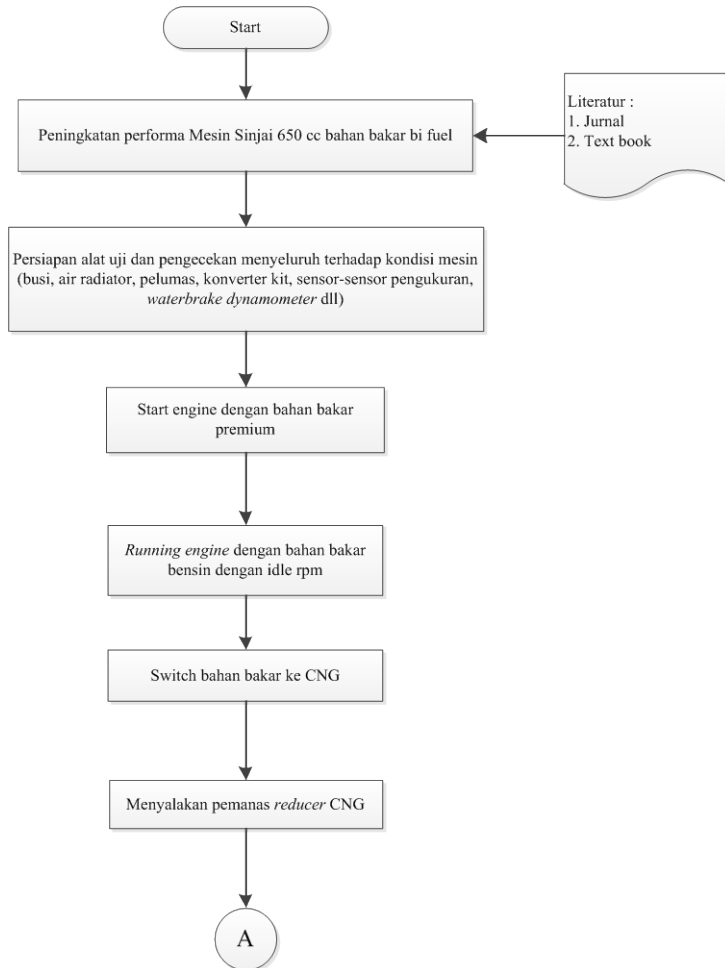 Start
Peningkatan performa Mesin Sinjai 650 cc bahan bakar bi fuel
Literatur :
1. Jurnal
2. Text book
Persiapan alat uji dan pengecekan menyeluruh terhadap kondisi mesin
(busi, air radiator, pelumas, konverter kit, sensor-sensor pengukuran,
waterbrake dynamometer dll)
Start engine dengan bahan bakar
premium
Running engine dengan bahan bakar
bensin dengan idle rpm
Switch bahan bakar ke CNG
Menyalakan pemanas reducer CNG
A